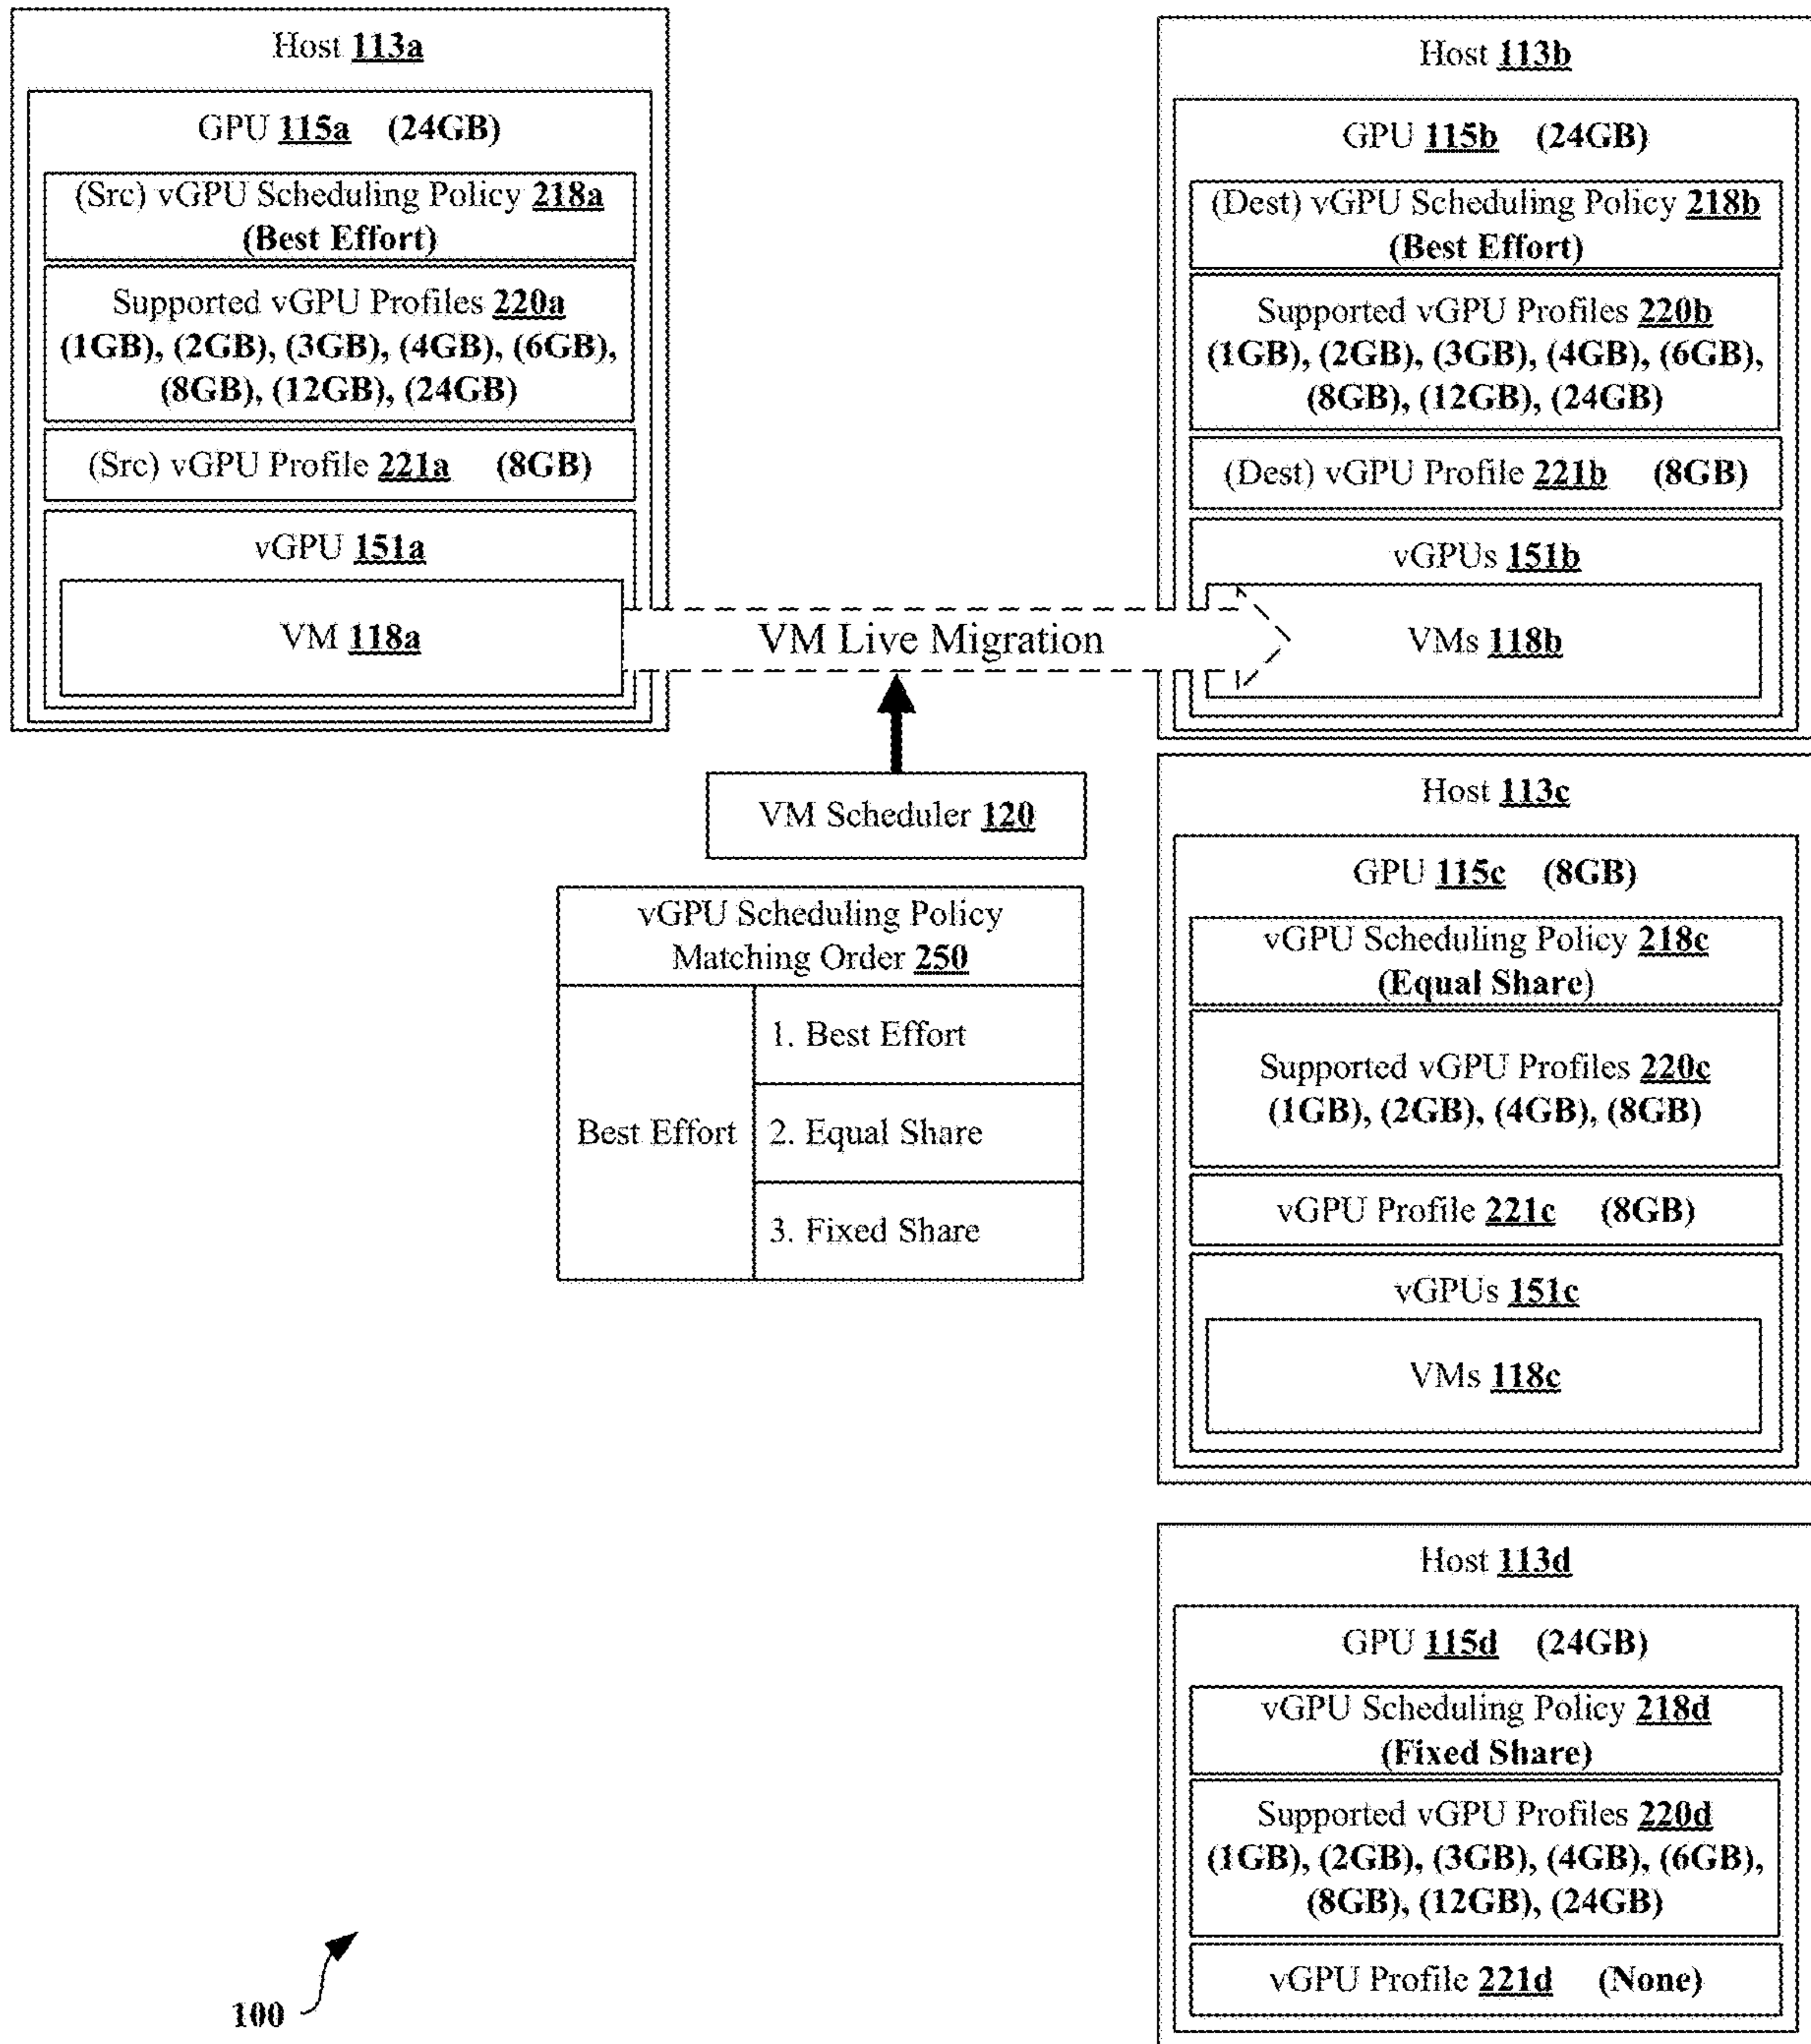 Host 113a
GPU 115a (24GB)
(Src) vGPU Scheduling Policy 218a
(Best Effort)
Supported vGPU Profiles 220a
(1GB), (2GB), (3GB), (4GB), (6GB),
(8GB), (12GB), (24GB)
(Src) vGPU Profile 221a (8GB)
vGPU 151a
VM 118a
VM Live Migration
Host 113b
GPU 115b (24GB)
(Dest) vGPU Scheduling Policy 218b
(Best Effort)
Supported vGPU Profiles 220b
(1GB), (2GB), (3GB), (4GB), (6GB),
(8GB), (12GB), (24GB)
(Dest) vGPU Profile 221b (8GB)
vGPUs 151b
VMs 118b
VM Scheduler 120
vGPU Scheduling Policy
Matching Order 250
Best Effort
1. Best Effort
2. Equal Share
3. Fixed Share
Host 113c
GPU 115c (8GB)
vGPU Scheduling Policy 218c
(Equal Share)
Supported vGPU Profiles 220c
(1GB), (2GB), (4GB), (8GB)
vGPU Profile 221c (8GB)
vGPUs 151c
VMs 118c
Host 113d
GPU 115d (24GB)
vGPU Scheduling Policy 218d
(Fixed Share)
Supported vGPU Profiles 220d
(1GB), (2GB), (3GB), (4GB), (6GB),
(8GB), (12GB), (24GB)
vGPU Profile 221d (None)
100